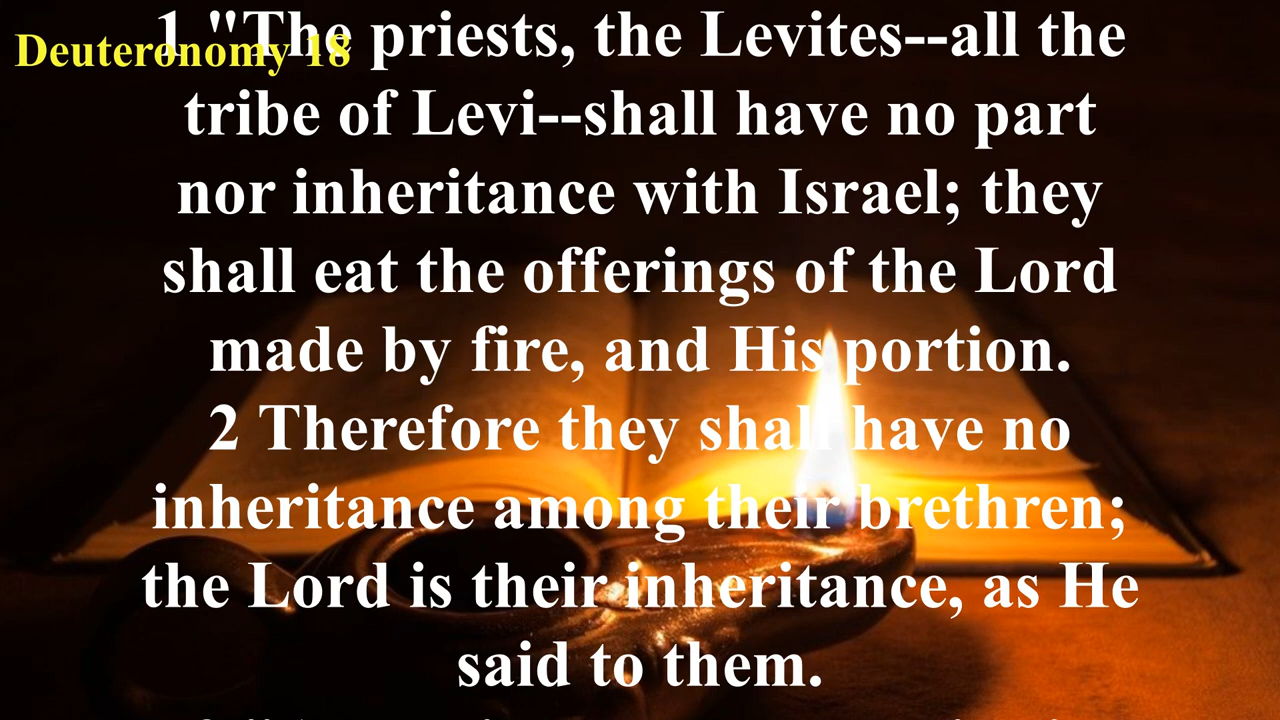 Deuteronomy 18
1 "The priests, the Levites--all the
tribe of Levi--shall have no part
nor inheritance with Israel; they
shall eat the offerings of the Lord
made by fire, and His portion.
2 Therefore they shall have no
inheritance among their brethren;
the Lord is their inheritance, as He
said to them.